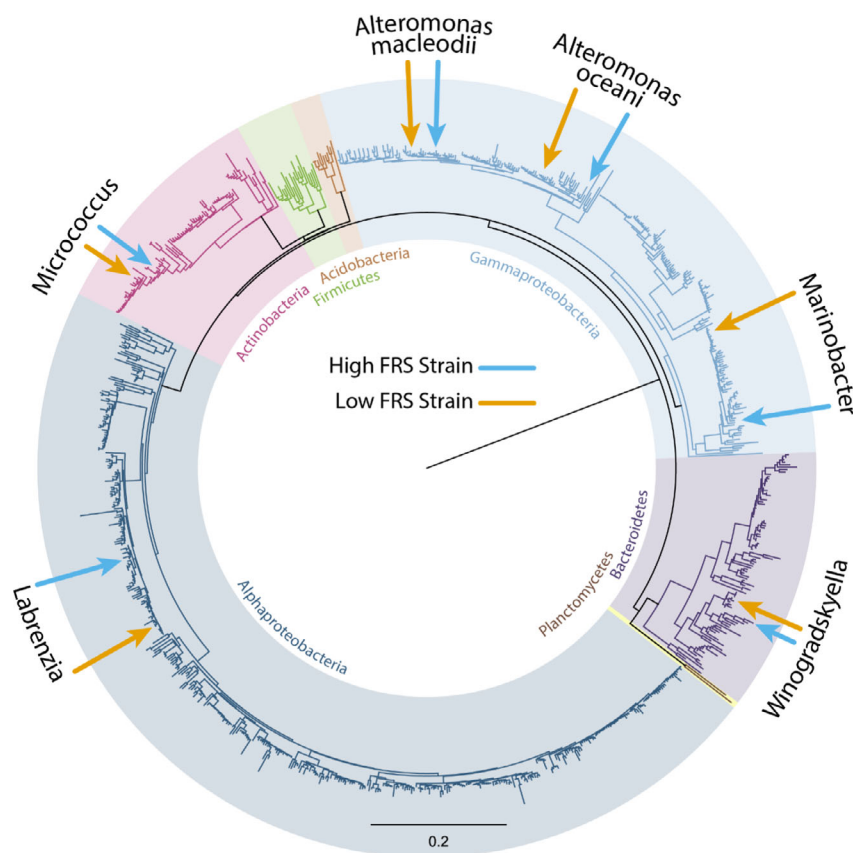 Alteromonas
macleodii
Alteromonas
oceani
Micrococcus
Acidobacteria
Firmicutes
Actinobacteria
Gammaproteobacteria
Marinobacter
High FRS Strain
Low FRS Strain
Bacteroidetes
Planctomycetes
Labrenzia
Alphaproteobacteria
Winogradskyella
0.2